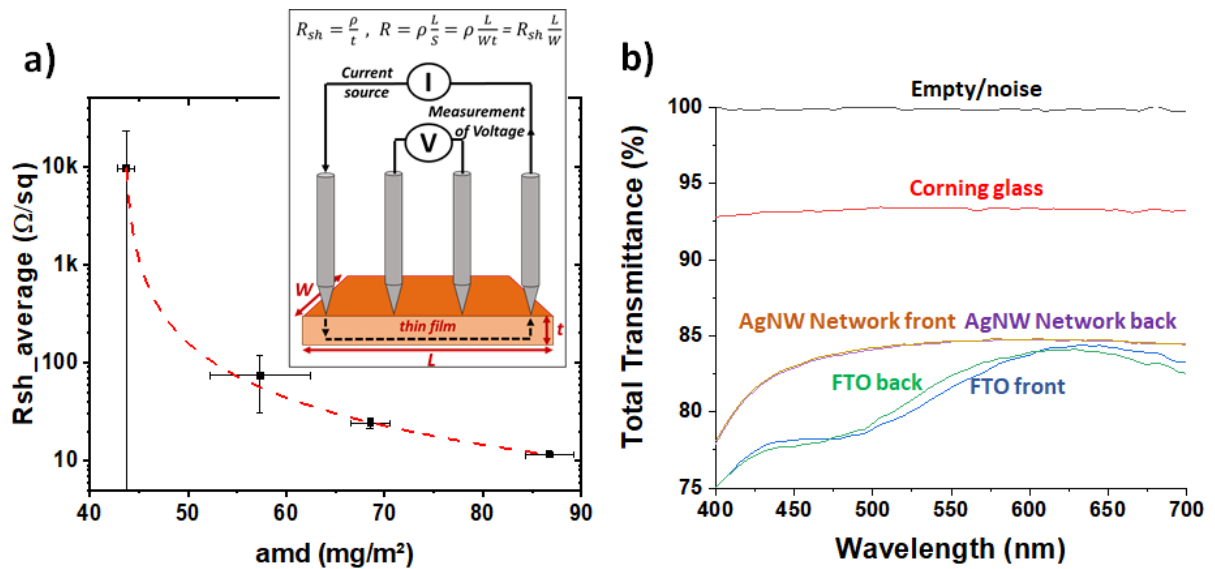 a)
R_sh = ρ/t , R = ρ L/S = ρ L/Wt = R_sh L/W
Current
source
I
Measurement
of Voltage
V
W
thin film
t
L
10k
1k
100
10
Rsh_average (Ω/sq)
40 50 60 70 80 90
amd (mg/m²)
b)
Empty/noise
Corning glass
AgNW Network front AgNW Network back
FTO back
FTO front
100
95
90
85
80
75
Total Transmittance (%)
400 450 500 550 600 650 700
Wavelength (nm)